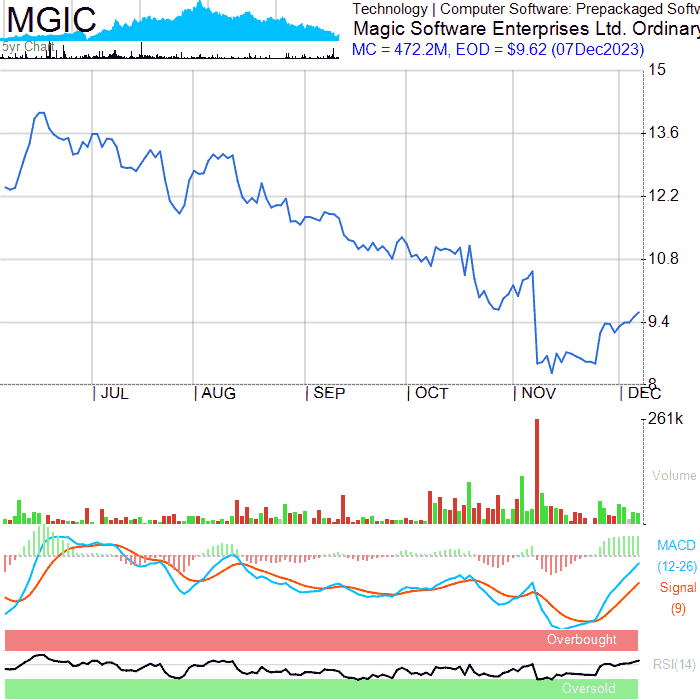 MGIC
Technology | Computer Software: Prepackaged Softw
Magic Software Enterprises Ltd. Ordinary
5yr Chart
MC = 472.2M, EOD = $9.62 (07Dec2023)
15
13.6
12.2
10.8
9.4
8
JUL
AUG
SEP
OCT
NOV
DEC
261k
Volume
MACD
(12-26)
Signal
(9)
Overbought
RSI(14)
Oversold